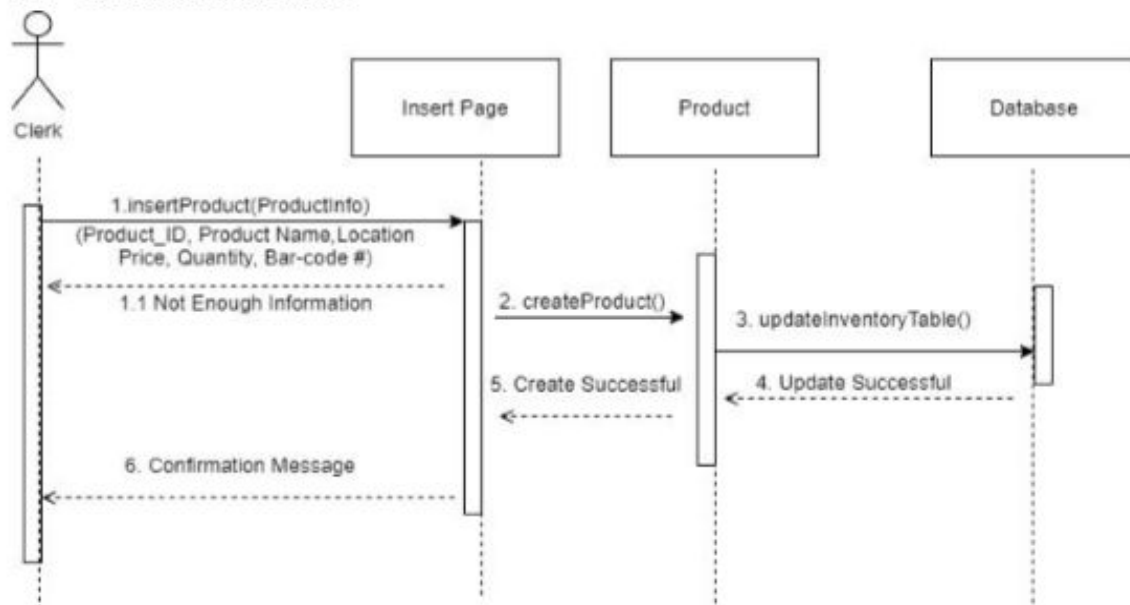 Clerk
Insert Page
Product
Database
1.insertProduct(ProductInfo)
(Product_ID, Product Name,Location
Price, Quantity, Bar-code #)
1.1 Not Enough Information
2. createProduct()
3. updateInventoryTable()
4. Update Successful
5. Create Successful
6. Confirmation Message